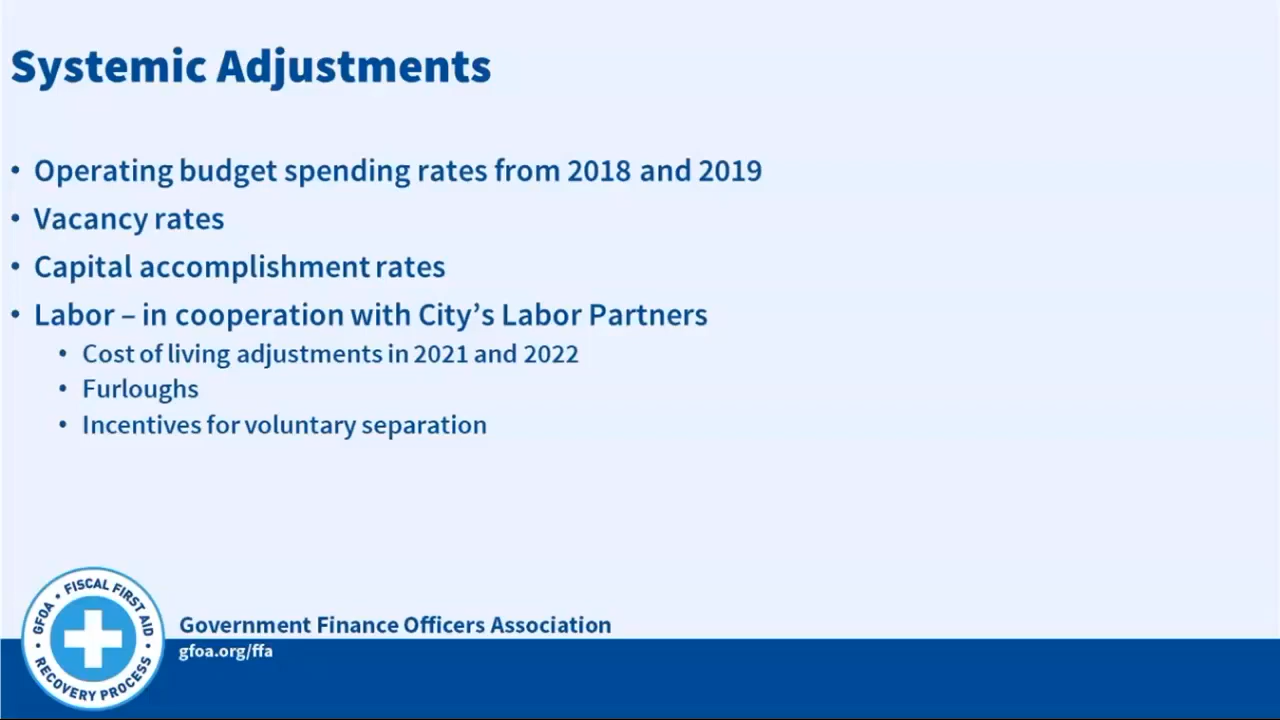 Systemic Adjustments
• Operating budget spending rates from 2018 and 2019
• Vacancy rates
• Capital accomplishment rates
• Labor – in cooperation with City’s Labor Partners
• Cost of living adjustments in 2021 and 2022
• Furloughs
• Incentives for voluntary separation
GFOA • FISCAL FIRST AID • RECOVERY PROCESS •
Government Finance Officers Association
gfoa.org/ffa